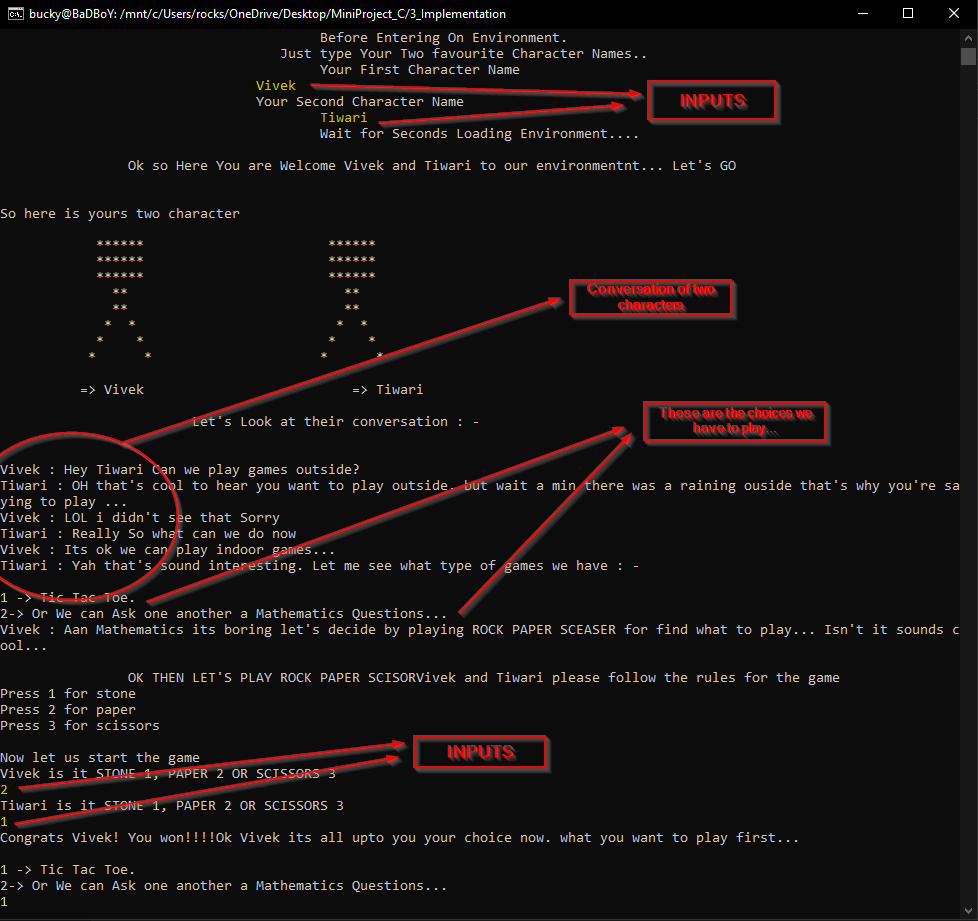 bucky@BaDBoY: /mnt/c/Users/rocks/OneDrive/Desktop/MiniProject_C/3_Implementation
Before Entering On Environment.
Just type Your Two favourite Character Names..
Your First Character Name
Vivek
INPUTS
Your Second Character Name
Tiwari
Wait for Seconds Loading Environment....
Ok so Here You are Welcome Vivek and Tiwari to our environmentnt... Let's GO
So here is yours two character
****** ******
****** ******
****** ******
** **
** **
* * * *
* * * *
* * * *
Conversation of two
characters
=> Vivek => Tiwari
Let's Look at their conversation : -
These are the choices we
have to play...
Vivek : Hey Tiwari Can we play games outside?
Tiwari : OH that's cool to hear you want to play outside. but wait a min there was a raining ouside that's why you're sa
ying to play ...
Vivek : LOL i didn't see that Sorry
Tiwari : Really So what can we do now
Vivek : Its ok we can play indoor games...
Tiwari : Yah that's sound interesting. Let me see what type of games we have : -
1 -> Tic Tac Toe.
2-> Or We can Ask one another a Mathematics Questions...
Vivek : Aan Mathematics its boring let's decide by playing ROCK PAPER SCEASER for find what to play... Isn't it sounds c
ool...
OK THEN LET'S PLAY ROCK PAPER SCISORVivek and Tiwari please follow the rules for the game
Press 1 for stone
Press 2 for paper
Press 3 for scissors
INPUTS
Now let us start the game
Vivek is it STONE 1, PAPER 2 OR SCISSORS 3
2
Tiwari is it STONE 1, PAPER 2 OR SCISSORS 3
1
Congrats Vivek! You won!!!!Ok Vivek its all upto you your choice now. what you want to play first...
1 -> Tic Tac Toe.
2-> Or We can Ask one another a Mathematics Questions...
1